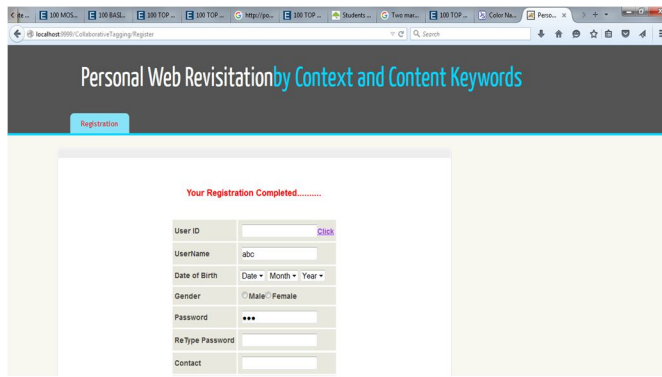 te ...
100 MOS...
100 BASI...
100 TOP ...
100 TOP ...
http://po...
100 TOP ...
Students ...
Two mar...
100 TOP ...
Color Na...
Perso...
localhost:9999/CollaborativeTagging/Register
Search
Personal Web Revisitationby Context and Content Keywords
Registration
Your Registration Completed..........
User ID
Click
UserName
abc
Date of Birth
Date Month Year
Gender
Male Female
Password
ReType Password
Contact